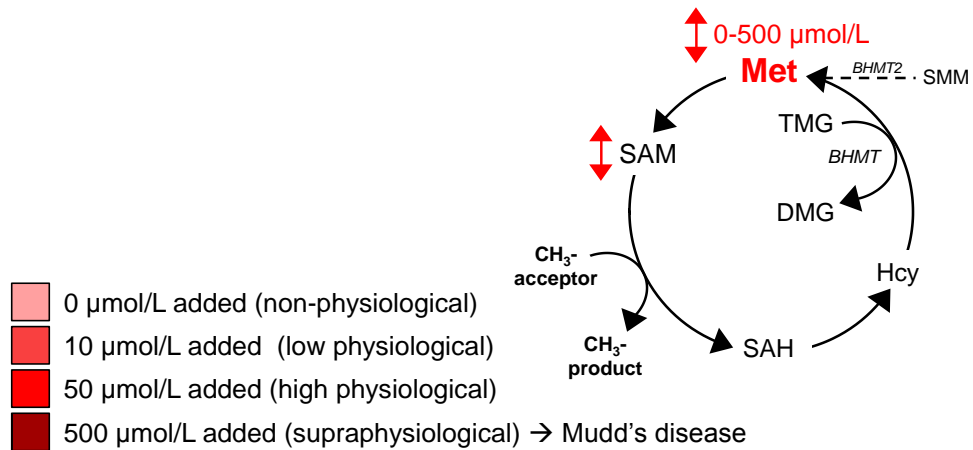 0-500 µmol/L
Met
BHMT2
SMM
TMG
SAM
BHMT
DMG
CH₃-
acceptor
Hcy
0 µmol/L added (non-physiological)
10 µmol/L added (low physiological)
SAH
CH₃-
product
50 µmol/L added (high physiological)
500 µmol/L added (supraphysiological) → Mudd's disease